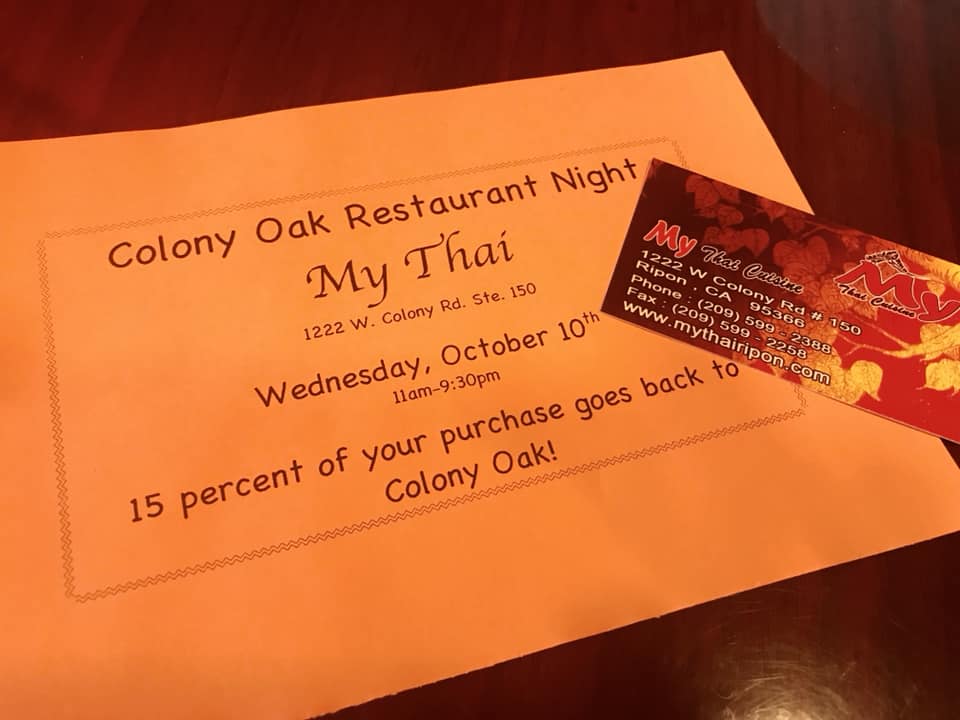 Colony Oak Restaurant Night
My Thai
1222 W. Colony Rd. Ste. 150
Wednesday, October 10th
11am-9:30pm
15 percent of your purchase goes back to
Colony Oak!
My Thai Cuisine
1222 W Colony Rd # 150
Ripon . CA 95366
Phone : (209) 599 - 2388
Fax : (209) 599 - 2258
www.mythairipon.com
My
Thai Cuisine